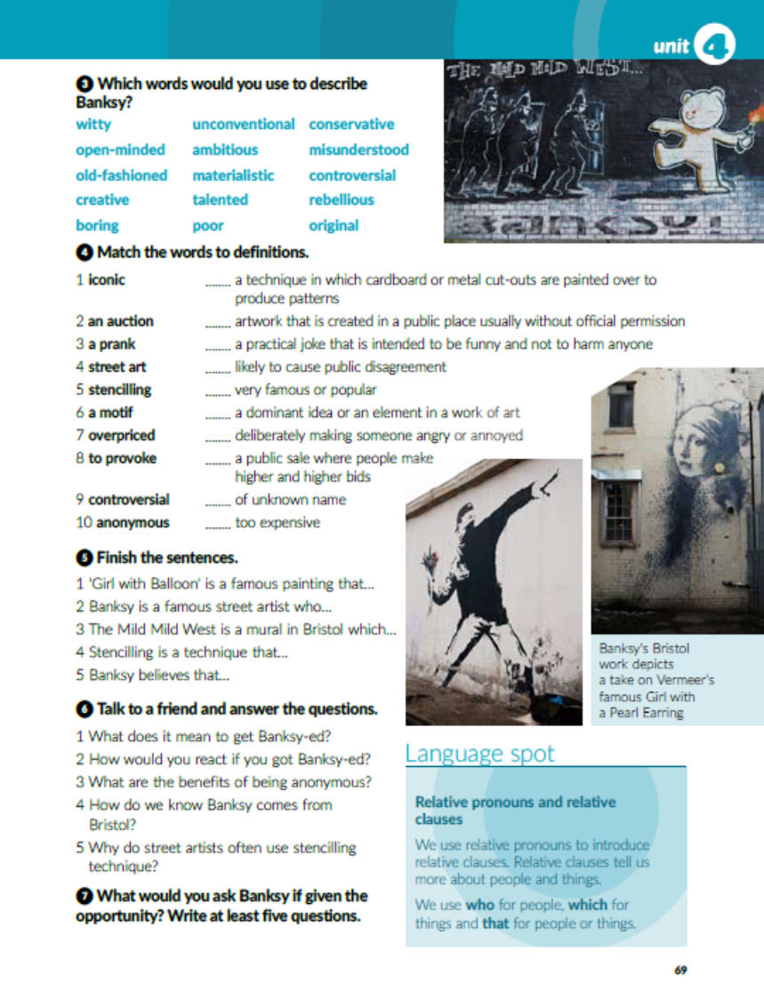 unit 4
3 Which words would you use to describe
Banksy?
witty unconventional conservative
open-minded ambitious misunderstood
old-fashioned materialistic controversial
creative talented rebellious
boring poor original
THE MILD MILD WEST...
banksy!
4 Match the words to definitions.
1 iconic ........ a technique in which cardboard or metal cut-outs are painted over to
produce patterns
2 an auction ........ artwork that is created in a public place usually without official permission
3 a prank ........ a practical joke that is intended to be funny and not to harm anyone
4 street art ........ likely to cause public disagreement
5 stencilling ........ very famous or popular
6 a motif ........ a dominant idea or an element in a work of art
7 overpriced ........ deliberately making someone angry or annoyed
8 to provoke ........ a public sale where people make
higher and higher bids
9 controversial ........ of unknown name
10 anonymous ........ too expensive
5 Finish the sentences.
1 'Girl with Balloon' is a famous painting that...
2 Banksy is a famous street artist who...
3 The Mild Mild West is a mural in Bristol which...
4 Stencilling is a technique that...
5 Banksy believes that...
6 Talk to a friend and answer the questions.
1 What does it mean to get Banksy-ed?
2 How would you react if you got Banksy-ed?
3 What are the benefits of being anonymous?
4 How do we know Banksy comes from
Bristol?
5 Why do street artists often use stencilling
technique?
7 What would you ask Banksy if given the
opportunity? Write at least five questions.
Banksy's Bristol
work depicts
a take on Vermeer's
famous Girl with
a Pearl Earring
Language spot
Relative pronouns and relative
clauses
We use relative pronouns to introduce
relative clauses. Relative clauses tell us
more about people and things.
We use who for people, which for
things and that for people or things.
69